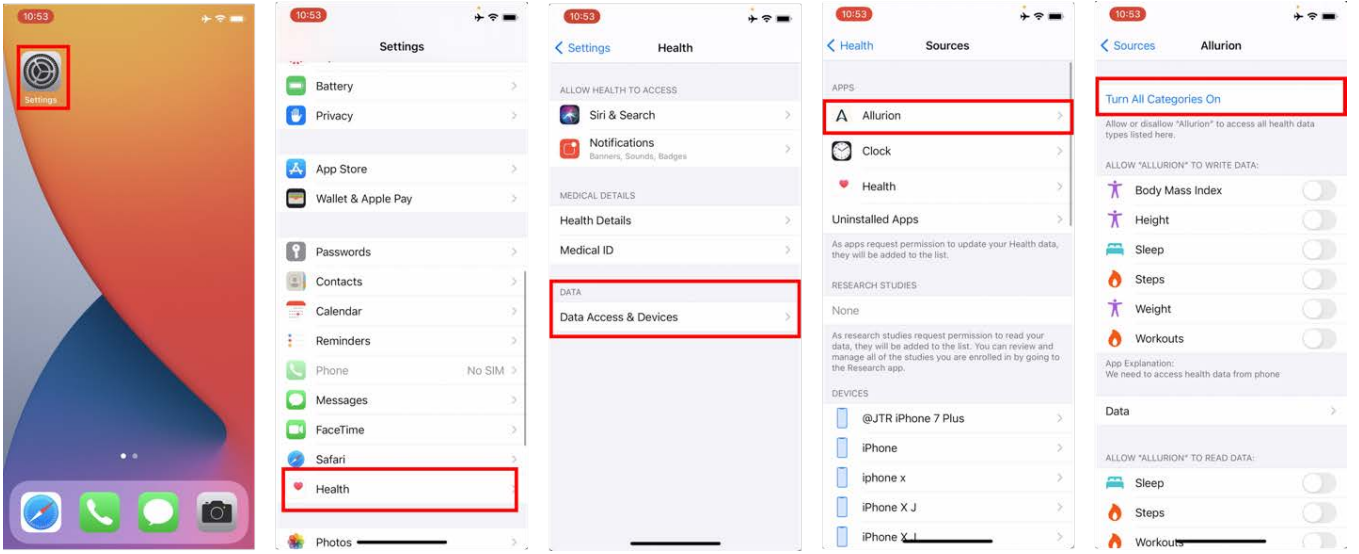 10:53
Settings
10:53
Settings
Battery
Privacy
App Store
Wallet & Apple Pay
Passwords
Contacts
Calendar
Reminders
Phone No SIM
Messages
FaceTime
Safari
Health
Photos
10:53
Settings Health
ALLOW HEALTH TO ACCESS
Siri & Search
Notifications
Banners, Sounds, Badges
MEDICAL DETAILS
Health Details
Medical ID
DATA
Data Access & Devices
10:53
Health Sources
APPS
Allurion
Clock
Health
Uninstalled Apps
As apps request permission to update your Health data,
they will be added to the list.
RESEARCH STUDIES
None
As research studies request permission to read your
data, they will be added to the list. You can review and
manage all of the studies you are enrolled in by going to
the Research app.
DEVICES
@JTR iPhone 7 Plus
iPhone
iphone x
iPhone X J
iPhone X J
10:53
Sources Allurion
Turn All Categories On
Allow or disallow "Allurion" to access all health data
types listed here.
ALLOW "ALLURION" TO WRITE DATA:
Body Mass Index
Height
Sleep
Steps
Weight
Workouts
App Explanation:
We need to access health data from phone
Data
ALLOW "ALLURION" TO READ DATA:
Sleep
Steps
Workouts